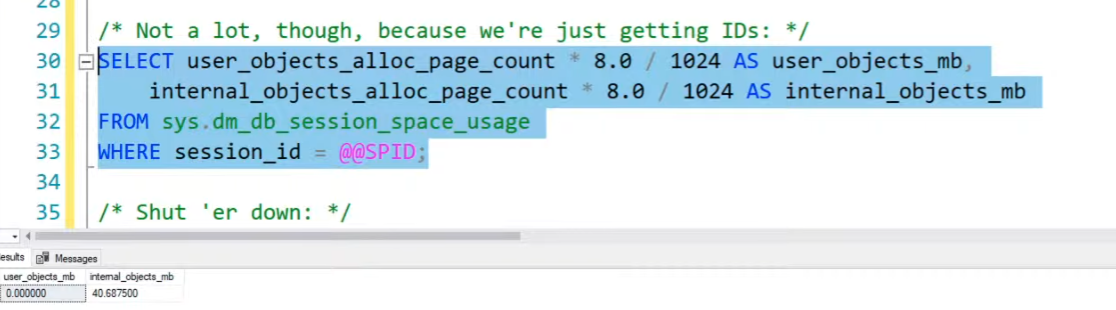 28
29 /* Not a lot, though, because we're just getting IDs: */
30 SELECT user_objects_alloc_page_count * 8.0 / 1024 AS user_objects_mb,
31 internal_objects_alloc_page_count * 8.0 / 1024 AS internal_objects_mb
32 FROM sys.dm_db_session_space_usage
33 WHERE session_id = @@SPID;
34
35 /* Shut 'er down: */
esults Messages
user_objects_mb internal_objects_mb
0.000000 40.687500